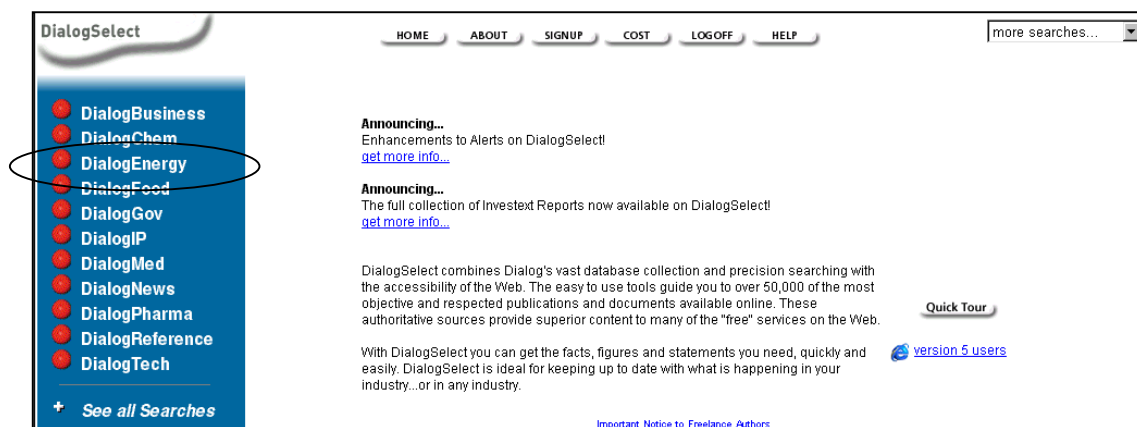 DialogSelect
HOME ABOUT SIGNUP COST LOGOFF HELP
more searches...
DialogBusiness
DialogChem
DialogEnergy
DialogFood
DialogGov
DialogIP
DialogMed
DialogNews
DialogPharma
DialogReference
DialogTech
See all Searches
Announcing...
Enhancements to Alerts on DialogSelect!
get more info...
Announcing...
The full collection of Investext Reports now available on DialogSelect!
get more info...
DialogSelect combines Dialog's vast database collection and precision searching with
the accessibility of the Web. The easy to use tools guide you to over 50,000 of the most
objective and respected publications and documents available online. These
authoritative sources provide superior content to many of the "free" services on the Web.
With DialogSelect you can get the facts, figures and statements you need, quickly and
easily. DialogSelect is ideal for keeping up to date with what is happening in your
industry...or in any industry.
Quick Tour
version 5 users
Important Notice to Freelance Authors